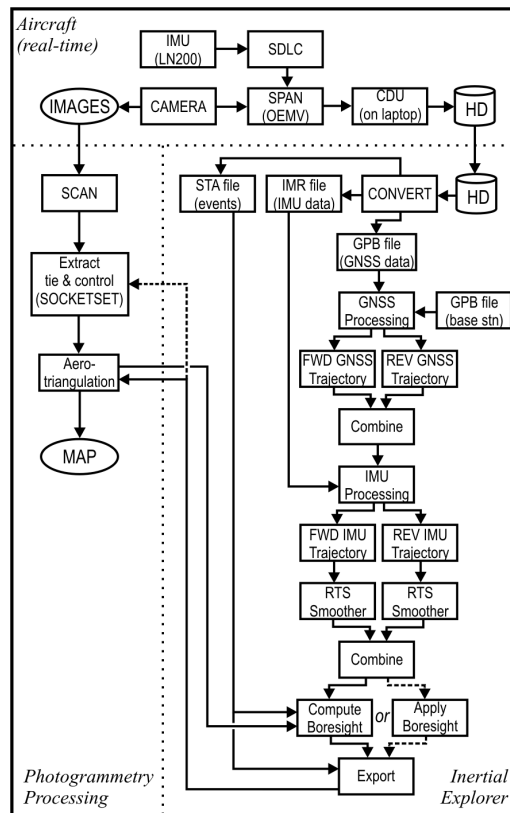 Aircraft
(real-time)
IMU
(LN200)
SDLC
IMAGES
CAMERA
SPAN
(OEMV)
CDU
(on laptop)
HD
SCAN
STA file
(events)
IMR file
(IMU data)
CONVERT
HD
Extract
tie & control
(SOCKETSET)
GPB file
(GNSS data)
GNSS
Processing
GPB file
(base stn)
Aero-
triangulation
FWD GNSS
Trajectory
REV GNSS
Trajectory
Combine
MAP
IMU
Processing
FWD IMU
Trajectory
REV IMU
Trajectory
RTS
Smoother
RTS
Smoother
Combine
Compute
Boresight
or
Apply
Boresight
Export
Photogrammetry
Processing
Inertial
Explorer